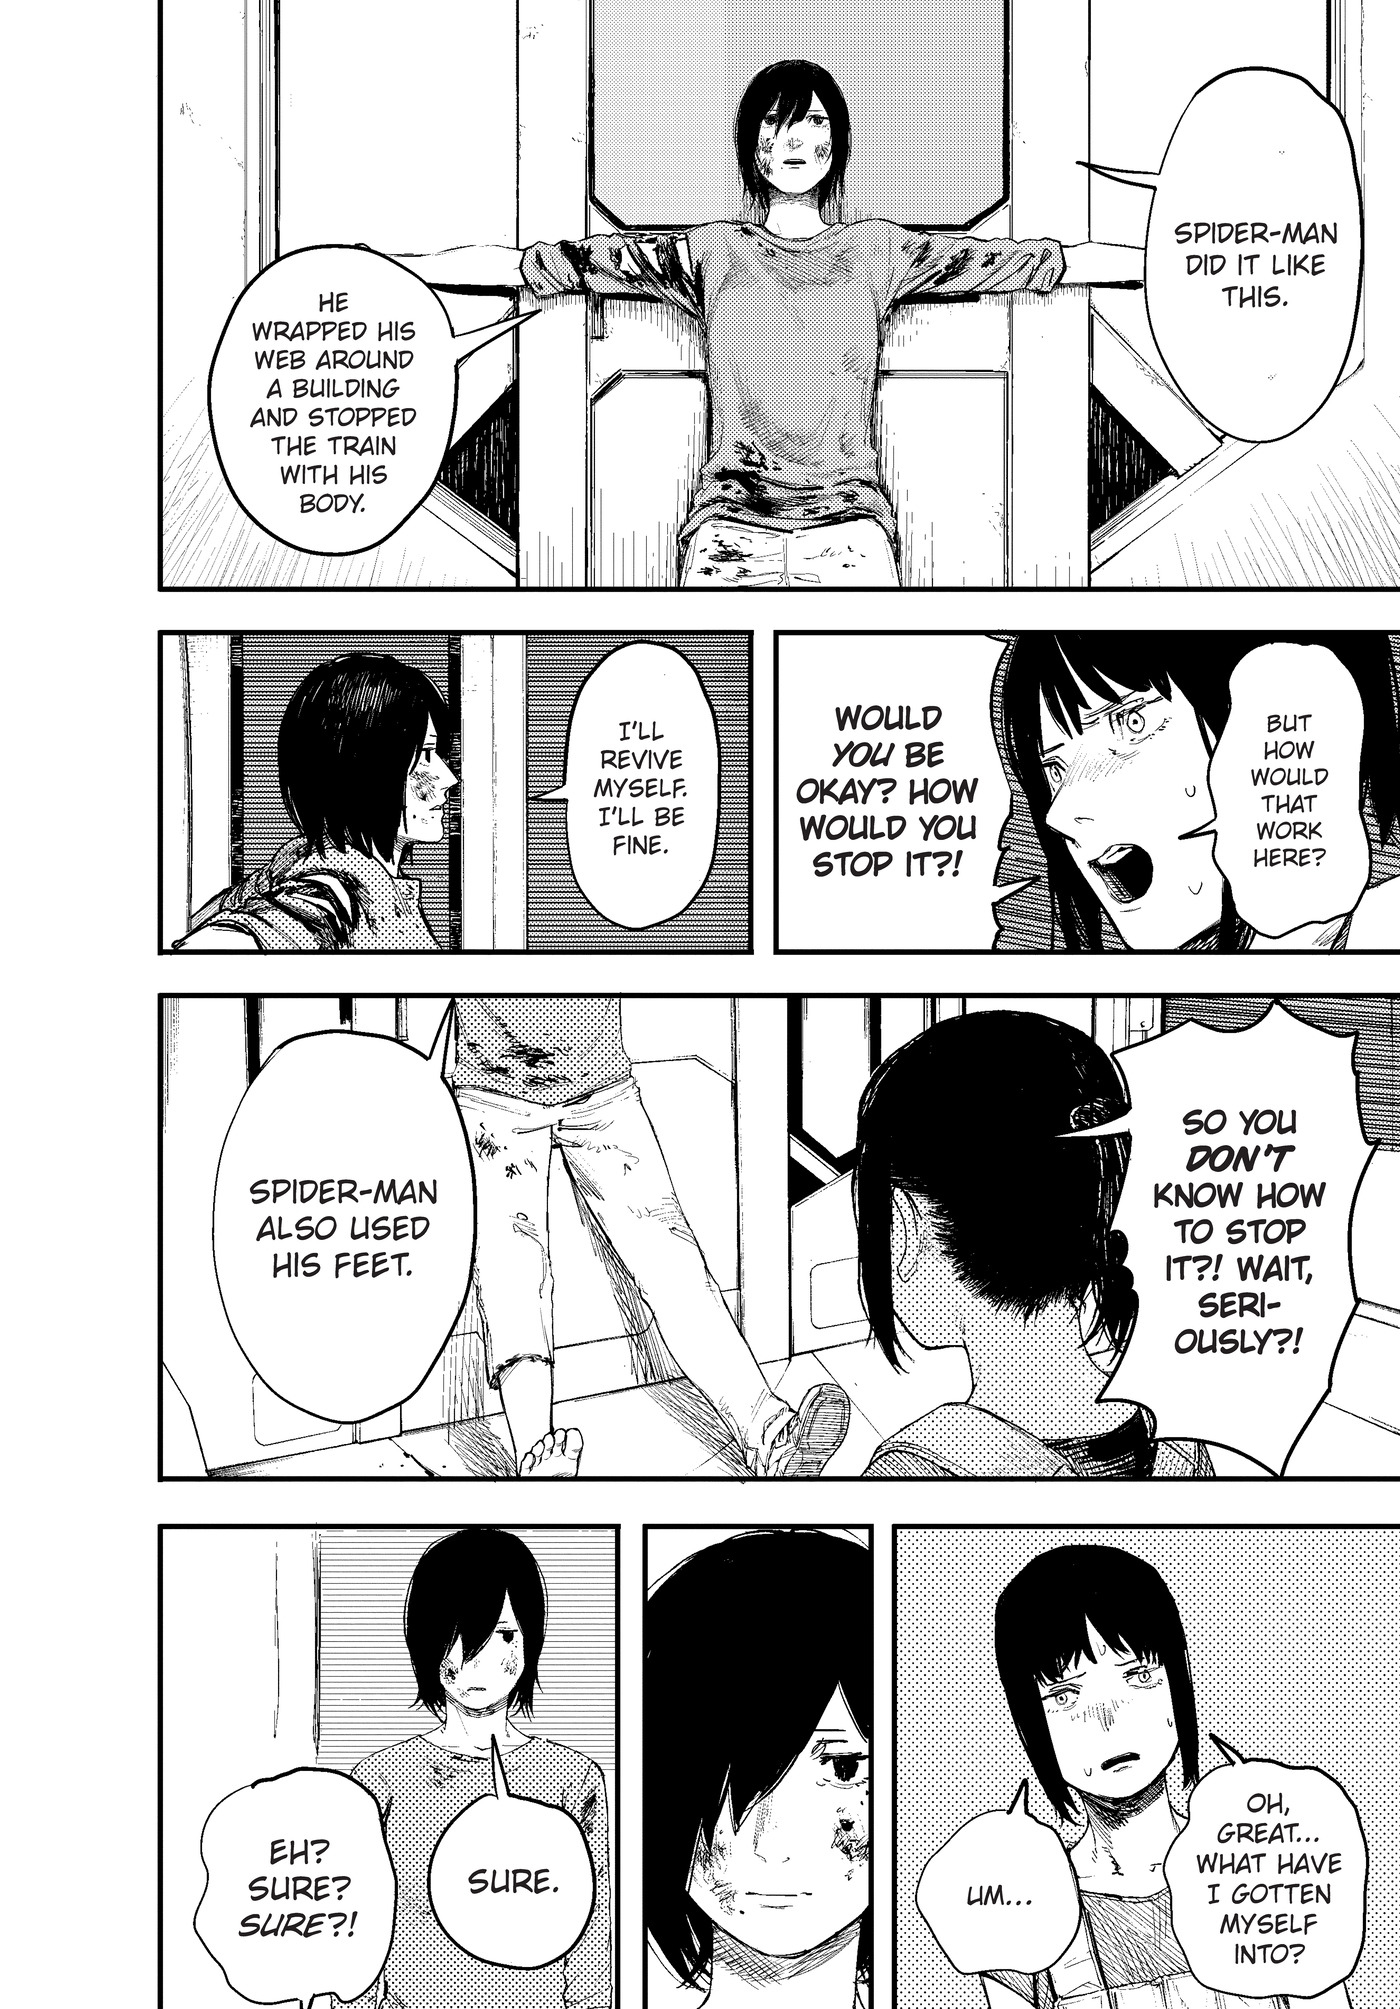 SPIDER-MAN
DID IT LIKE
THIS.
HE
WRAPPED HIS
WEB AROUND
A BUILDING
AND STOPPED
THE TRAIN
WITH HIS
BODY.
BUT
HOW
WOULD
THAT
WORK
HERE?
WOULD
YOU BE
OKAY? HOW
WOULD YOU
STOP IT?!
I'LL
REVIVE
MYSELF.
I'LL BE
FINE.
SO YOU
DON'T
KNOW HOW
TO STOP
IT?! WAIT,
SERI-
OUSLY?!
SPIDER-MAN
ALSO USED
HIS FEET.
OH,
GREAT...
WHAT HAVE
I GOTTEN
MYSELF
INTO?
UM...
SURE.
EH?
SURE?
SURE?!